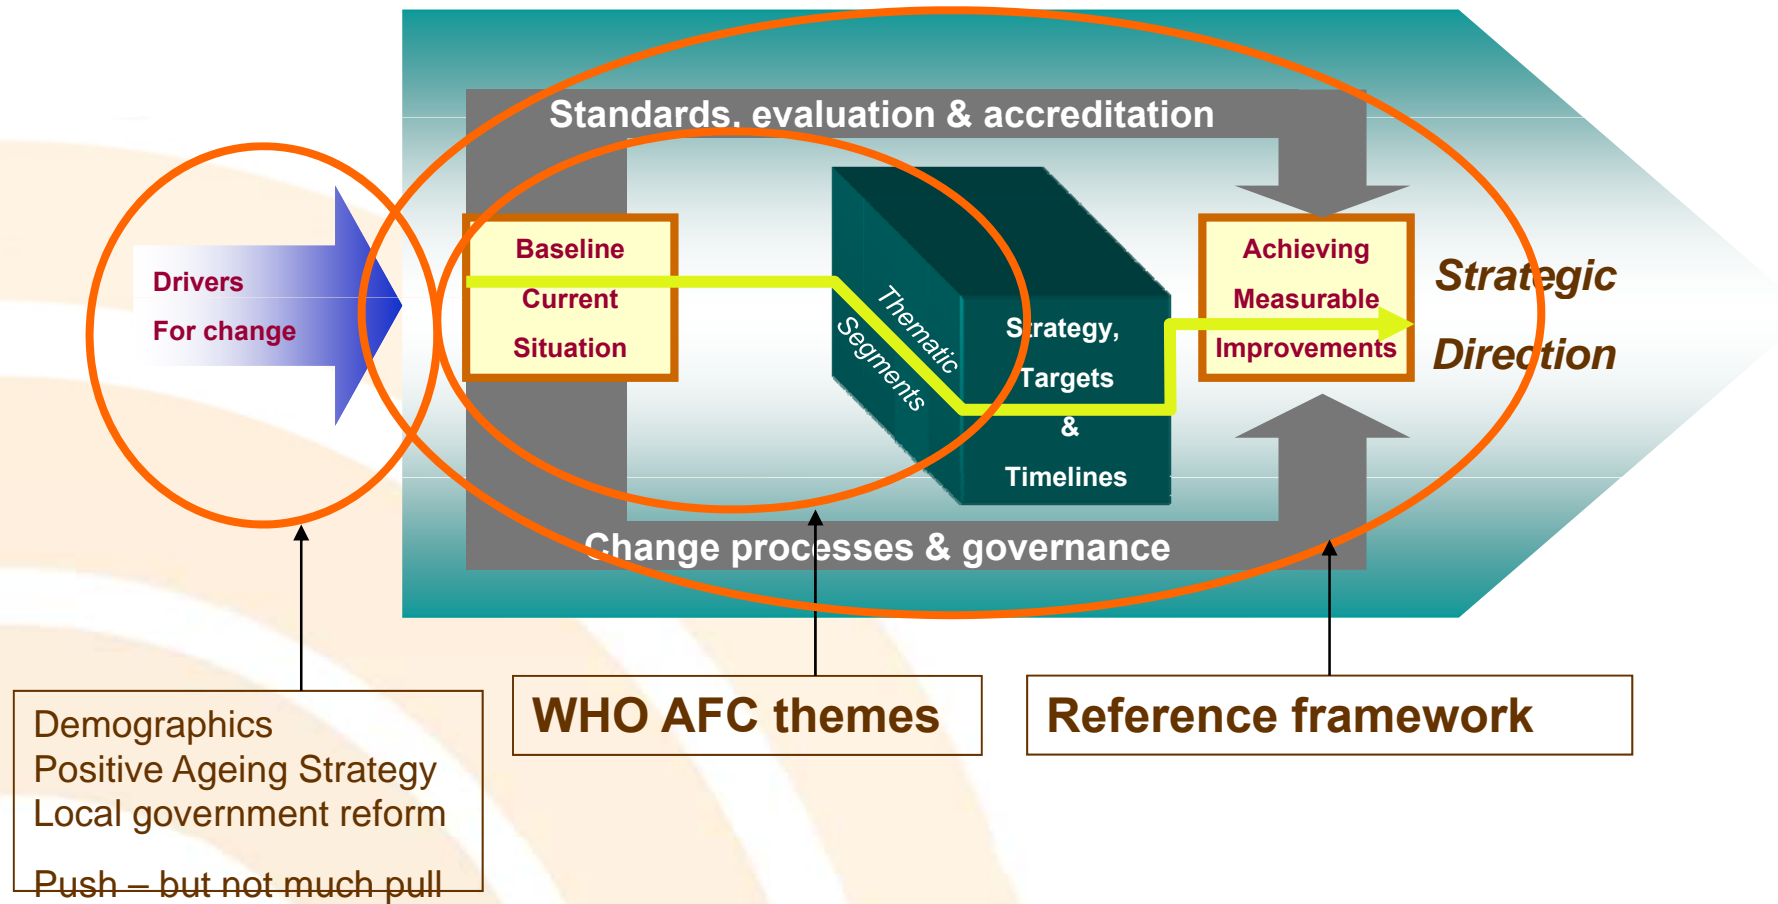 Standards, evaluation & accreditation
Drivers
For change
Baseline
Current
Situation
Thematic
Segments
Strategy,
Targets
&
Timelines
Achieving
Measurable
Improvements
Strategic
Direction
Change processes & governance
Demographics
Positive Ageing Strategy
Local government reform
Push – but not much pull
WHO AFC themes
Reference framework